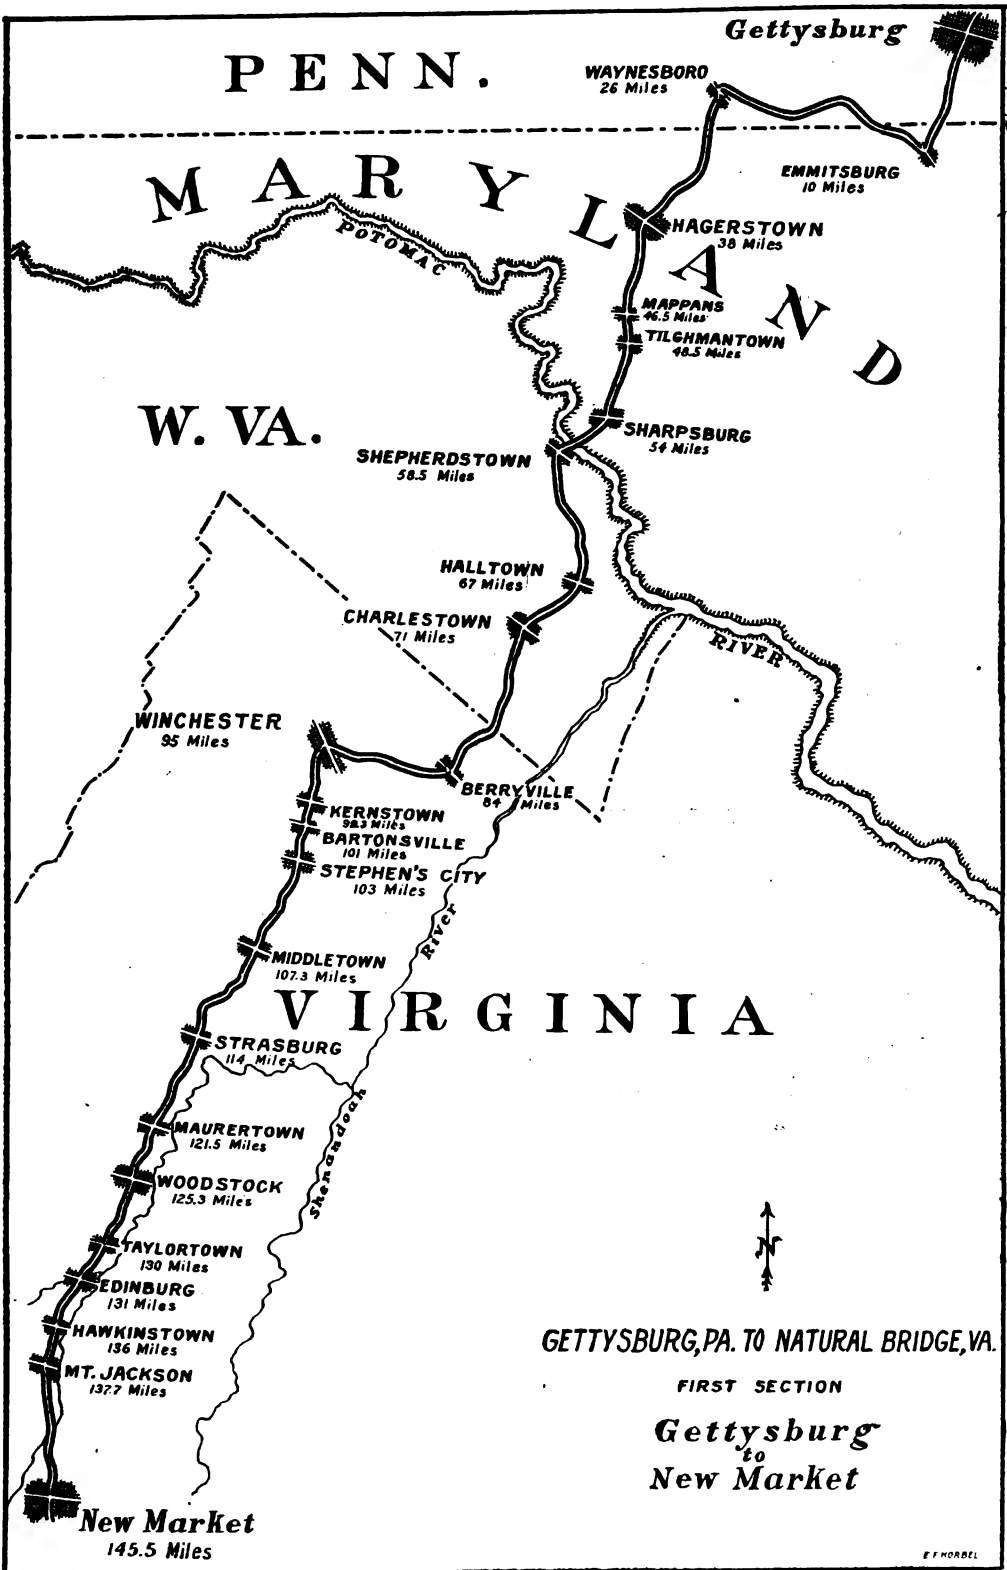 Gettysburg
PENN.
WAYNESBORO
26 Miles
EMMITSBURG
10 Miles
MARYLAND
POTOMAC
HAGERSTOWN
38 Miles
MAPPANS
46.5 Miles
TILGHMANTOWN
48.5 Miles
W. VA.
SHARPSBURG
54 Miles
SHEPHERDSTOWN
58.5 Miles
HALLTOWN
67 Miles
CHARLESTOWN
71 Miles
RIVER
WINCHESTER
95 Miles
BERRYVILLE
84 Miles
KERNSTOWN
98.3 Miles
BARTONSVILLE
101 Miles
STEPHEN'S CITY
103 Miles
River
MIDDLETOWN
107.3 Miles
VIRGINIA
STRASBURG
114 Miles
Shenandoah
MAURERTOWN
121.5 Miles
WOODSTOCK
125.3 Miles
TAYLORTOWN
130 Miles
N
EDINBURG
131 Miles
HAWKINSTOWN
136 Miles
MT. JACKSON
137.7 Miles
GETTYSBURG, PA. TO NATURAL BRIDGE, VA.
FIRST SECTION
Gettysburg
to
New Market
New Market
145.5 Miles
E F HORBEL